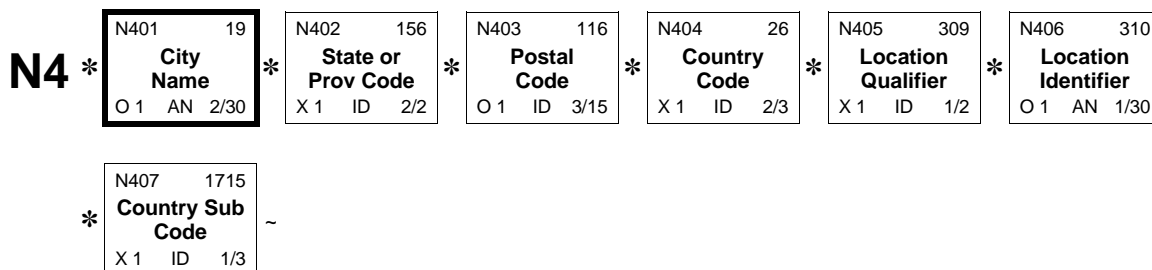 N4 * N401 19 City Name O 1 AN 2/30 * N402 156 State or Prov Code X 1 ID 2/2 * N403 116 Postal Code O 1 ID 3/15 * N404 26 Country Code X 1 ID 2/3 * N405 309 Location Qualifier X 1 ID 1/2 * N406 310 Location Identifier O 1 AN 1/30
* N407 1715 Country Sub Code X 1 ID 1/3 ~